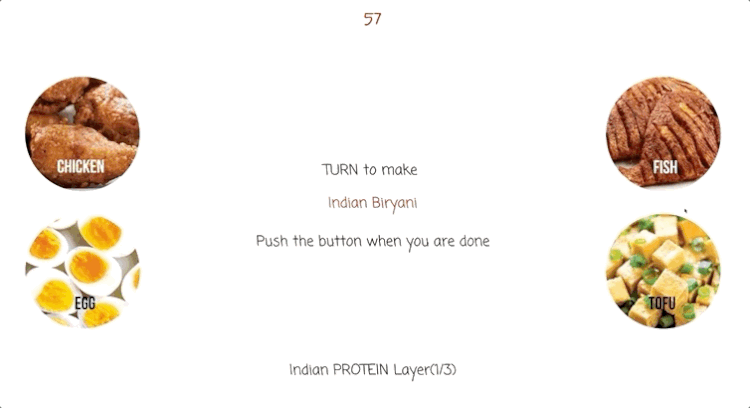 57
CHICKEN
FISH
TURN to make
Indian Biryani
Push the button when you are done
EGG
TOFU
Indian PROTEIN Layer(1/3)